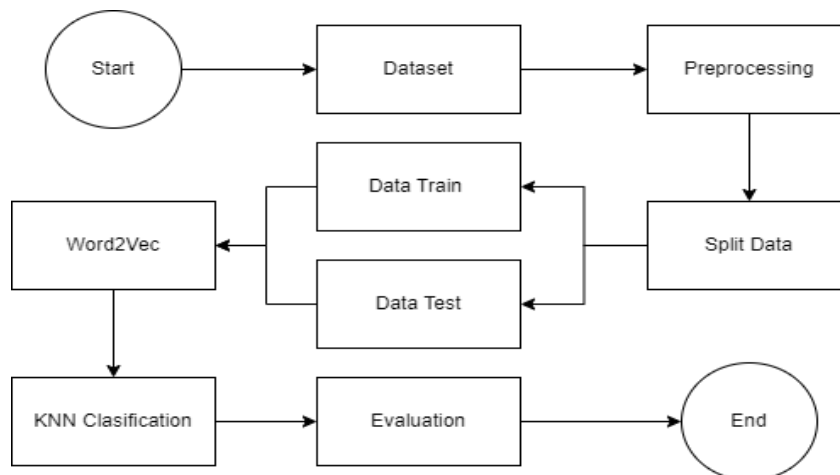 Start
Dataset
Preprocessing
Data Train
Word2Vec
Split Data
Data Test
KNN Clasification
Evaluation
End